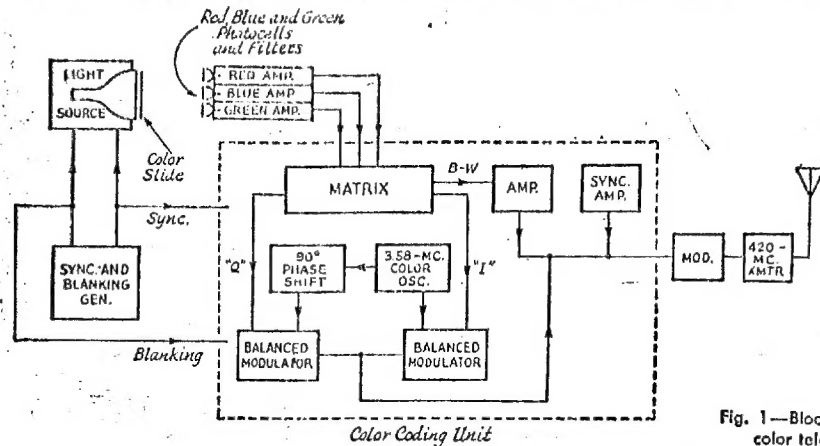 Red, Blue and Green
Photocells
and Filters
LIGHT
SOURCE
Color
Slide
RED AMP.
BLUE AMP
GREEN AMP.
SYNC. AND
BLANKING
GEN.
Sync.
Blanking
MATRIX
B-W
AMP.
SYNC.
AMP.
"Q"
90°
PHASE
SHIFT
3.58-MC.
COLOR
OSC.
"I"
BALANCED
MODULATOR
BALANCED
MODULATOR
MOD.
420-
MC.
XMTR.
Color Coding Unit
Fig. 1—Bloc
color tel